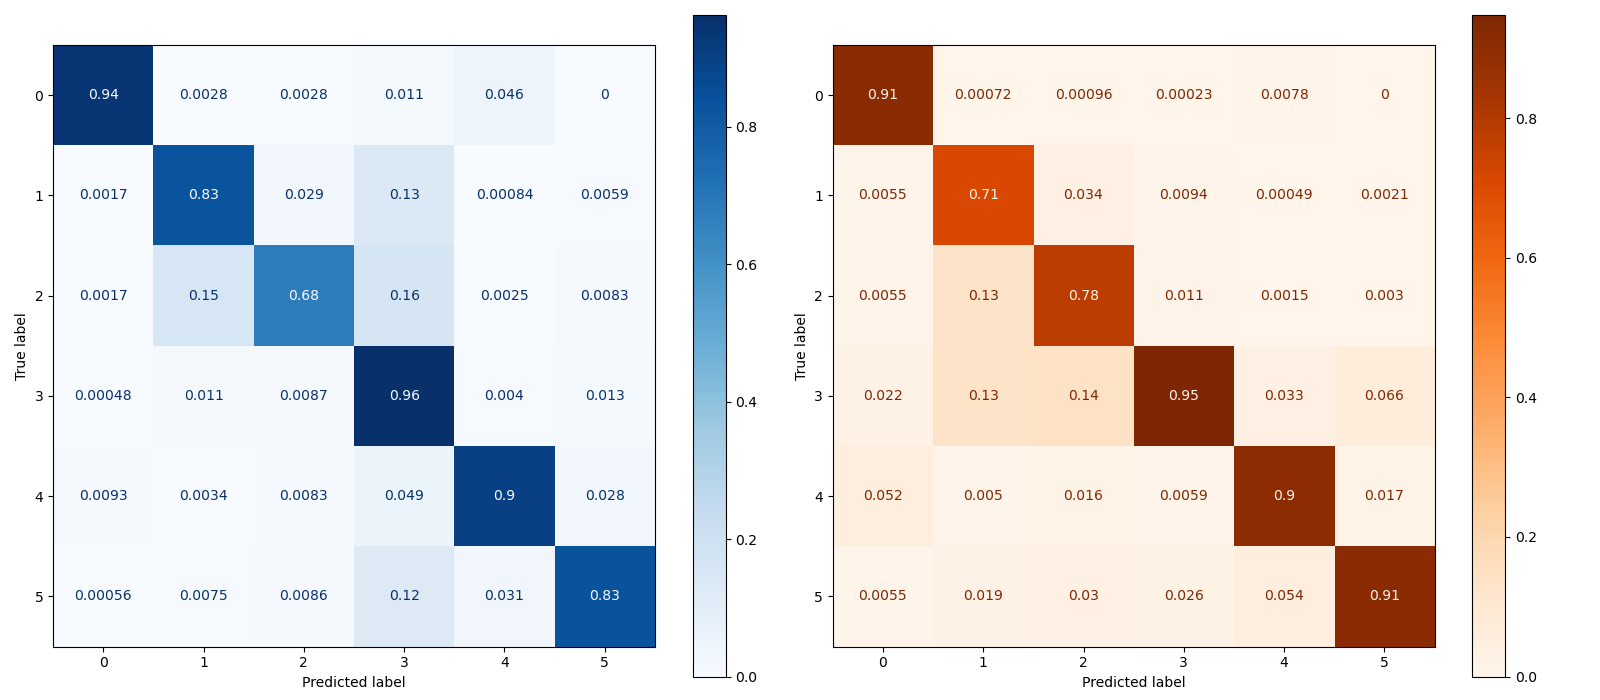 0 0.94 0.0028 0.0028 0.011 0.046 0
1 0.0017 0.83 0.029 0.13 0.00084 0.0059
2 0.0017 0.15 0.68 0.16 0.0025 0.0083
3 0.00048 0.011 0.0087 0.96 0.004 0.013
4 0.0093 0.0034 0.0083 0.049 0.9 0.028
5 0.00056 0.0075 0.0086 0.12 0.031 0.83
0 1 2 3 4 5
True label
Predicted label
0.8
0.6
0.4
0.2
0.0
0 0.91 0.00072 0.00096 0.00023 0.0078 0
1 0.0055 0.71 0.034 0.0094 0.00049 0.0021
2 0.0055 0.13 0.78 0.011 0.0015 0.003
3 0.022 0.13 0.14 0.95 0.033 0.066
4 0.052 0.005 0.016 0.0059 0.9 0.017
5 0.0055 0.019 0.03 0.026 0.054 0.91
0 1 2 3 4 5
True label
Predicted label
0.8
0.6
0.4
0.2
0.0